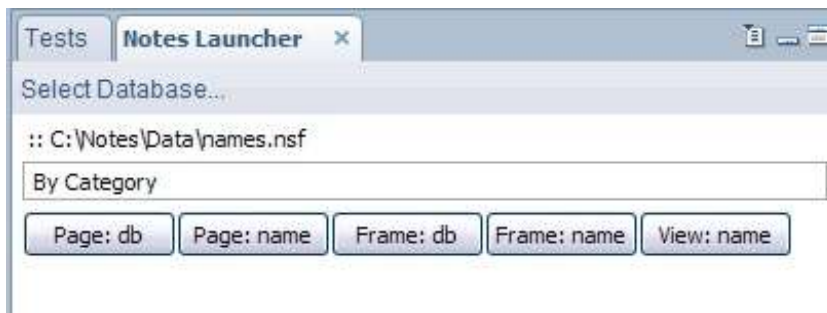 Tests Notes Launcher
Select Database...
:: C:\Notes\Data\names.nsf
By Category
Page: db Page: name Frame: db Frame: name View: name